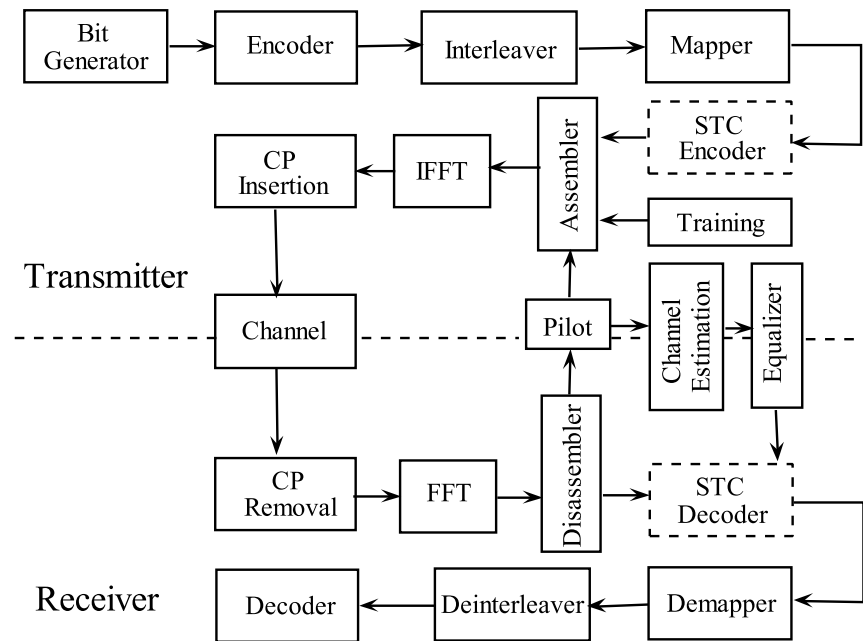 Bit
Generator
Encoder
Interleaver
Mapper
STC
Encoder
Assembler
IFFT
CP
Insertion
Training
Transmitter
Channel
Pilot
Channel
Estimation
Equalizer
CP
Removal
FFT
Disassembler
STC
Decoder
Receiver
Decoder
Deinterleaver
Demapper